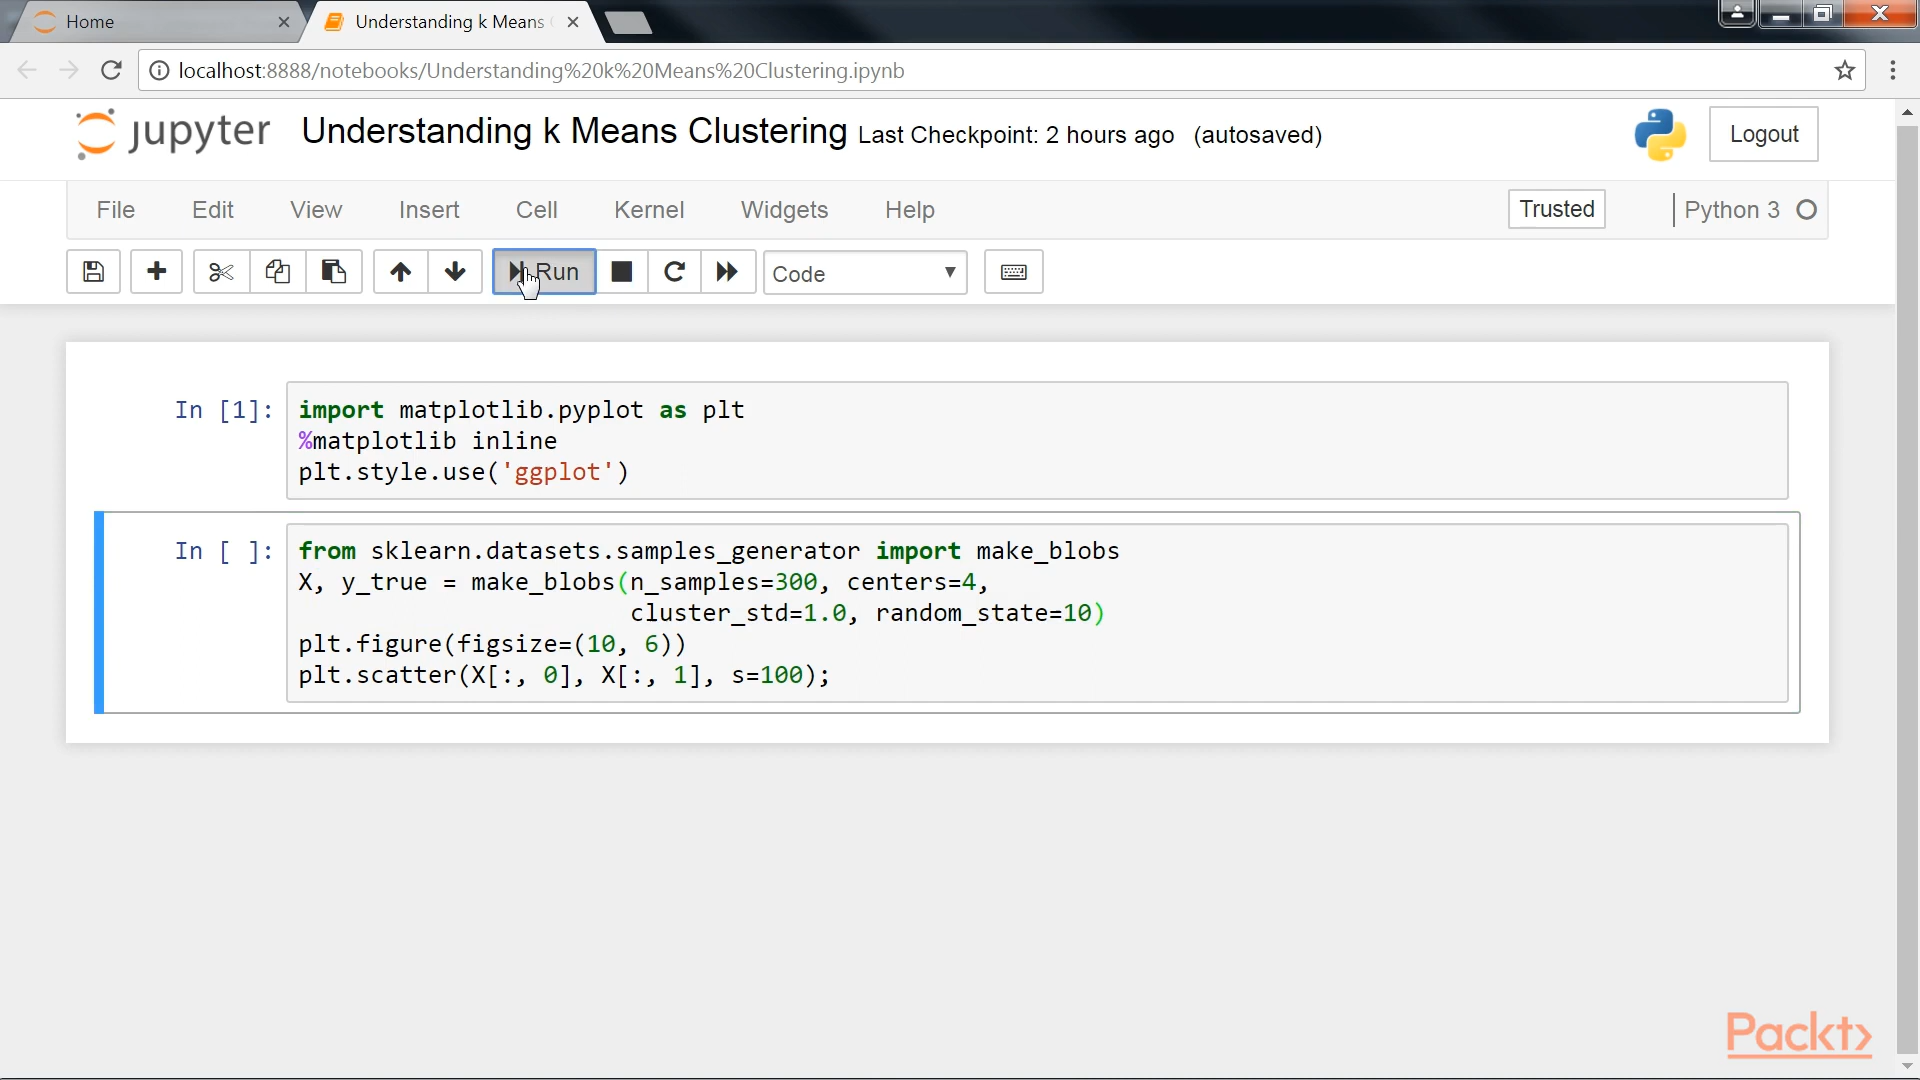 Home
Understanding k Means
localhost:8888/notebooks/Understanding%20k%20Means%20Clustering.ipynb
jupyter Understanding k Means Clustering Last Checkpoint: 2 hours ago (autosaved)
Logout
File Edit View Insert Cell Kernel Widgets Help
Trusted
Python 3
Run
Code
In [1]: import matplotlib.pyplot as plt
%matplotlib inline
plt.style.use('ggplot')
In [ ]: from sklearn.datasets.samples_generator import make_blobs
X, y_true = make_blobs(n_samples=300, centers=4,
cluster_std=1.0, random_state=10)
plt.figure(figsize=(10, 6))
plt.scatter(X[:, 0], X[:, 1], s=100);
Packt>